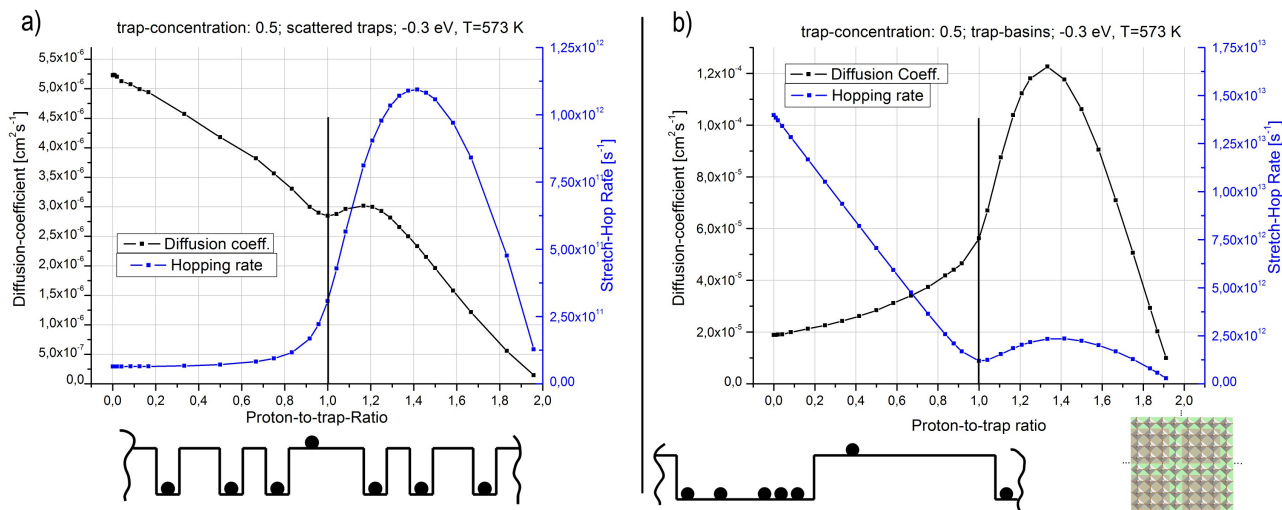 a)
trap-concentration: 0.5; scattered traps; -0.3 eV, T=573 K
Diffusion-coefficient [cm²s⁻¹]
5,5x10⁻⁶
5,0x10⁻⁶
4,5x10⁻⁶
4,0x10⁻⁶
3,5x10⁻⁶
3,0x10⁻⁶
2,5x10⁻⁶
2,0x10⁻⁶
1,5x10⁻⁶
1,0x10⁻⁶
5,0x10⁻⁷
0,0
Diffusion coeff.
Hopping rate
1,25x10¹²
1,00x10¹²
7,50x10¹¹
5,00x10¹¹
2,50x10¹¹
0,00
Stretch-Hop Rate [s⁻¹]
0,0 0,2 0,4 0,6 0,8 1,0 1,2 1,4 1,6 1,8 2,0
Proton-to-trap-Ratio
b)
trap-concentration: 0.5; trap-basins; -0.3 eV, T=573 K
Diffusion-coefficient [cm²s⁻¹]
1,2x10⁻⁴
1,0x10⁻⁴
8,0x10⁻⁵
6,0x10⁻⁵
4,0x10⁻⁵
2,0x10⁻⁵
0,0
Diffusion Coeff.
Hopping rate
1,75x10¹³
1,50x10¹³
1,25x10¹³
1,00x10¹³
7,50x10¹²
5,00x10¹²
2,50x10¹²
0,00
Stretch-Hop Rate [s⁻¹]
0,0 0,2 0,4 0,6 0,8 1,0 1,2 1,4 1,6 1,8 2,0
Proton-to-trap ratio